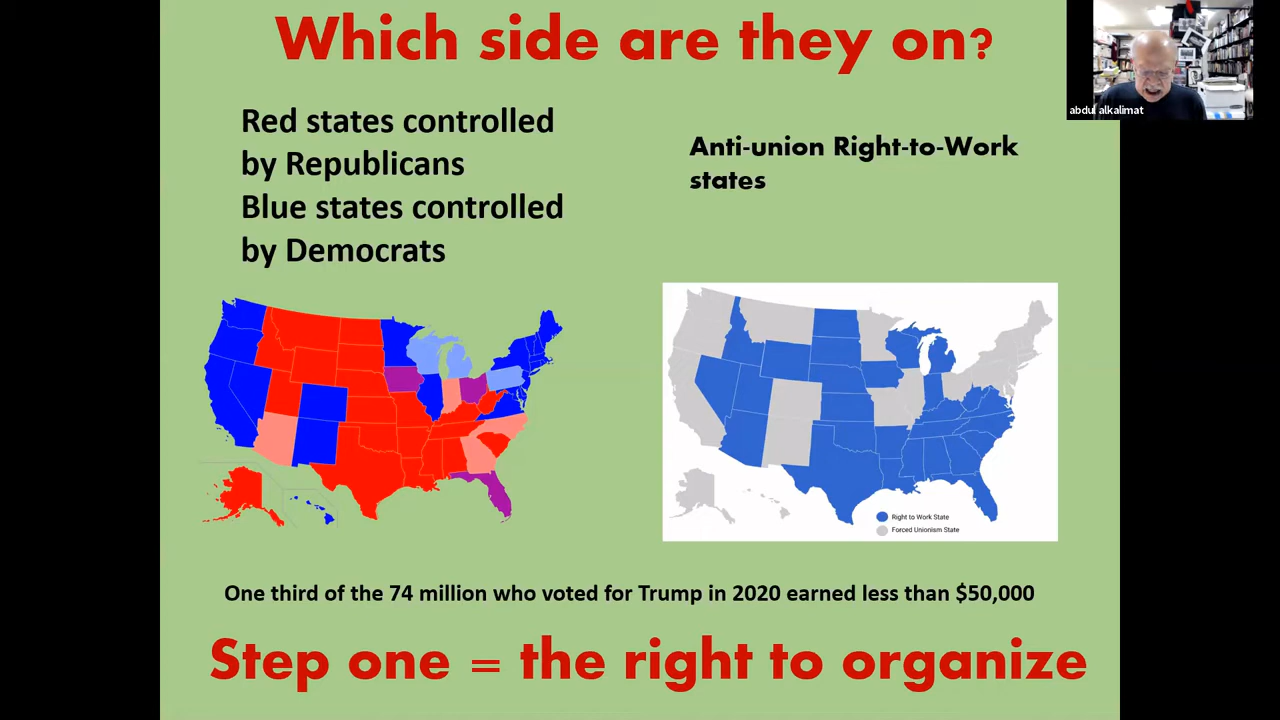 Which side are they on?
abdul alkalimat
Red states controlled
by Republicans
Blue states controlled
by Democrats
Anti-union Right-to-Work
states
Right to Work State
Forced Unionism State
One third of the 74 million who voted for Trump in 2020 earned less than $50,000
Step one = the right to organize